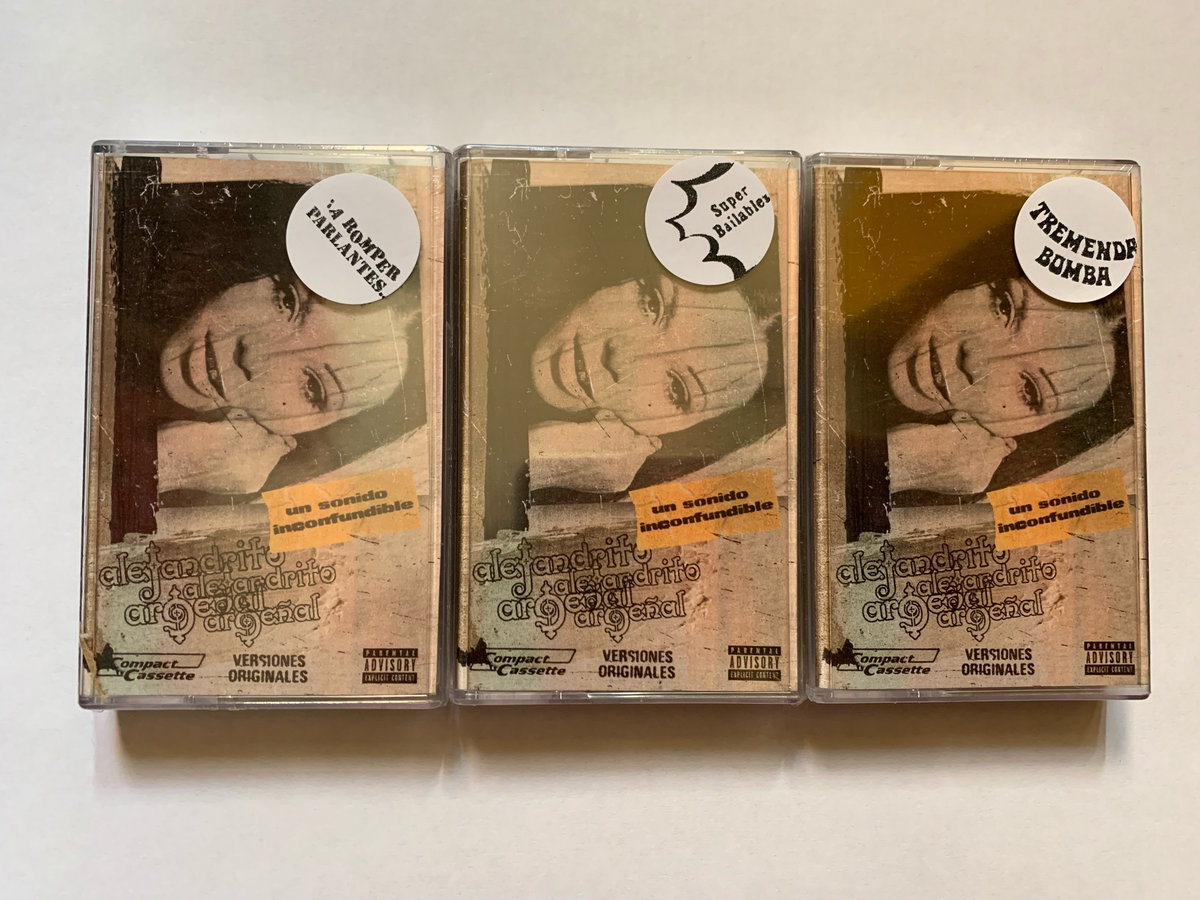 ¡A ROMPER
PARLANTES!
un sonido
inconfundible
alejandrito
alejandrito
argeñal
argeñal
Compact
Cassette
VERSIONES
ORIGINALES
PARENTAL
ADVISORY
EXPLICIT CONTENT
Super
Bailables
un sonido
inconfundible
alejandrito
alejandrito
argeñal
argeñal
Compact
Cassette
VERSIONES
ORIGINALES
PARENTAL
ADVISORY
EXPLICIT CONTENT
TREMENDA
BOMBA
un sonido
inconfundible
alejandrito
alejandrito
argeñal
argeñal
Compact
Cassette
VERSIONES
ORIGINALES
PARENTAL
ADVISORY
EXPLICIT CONTENT